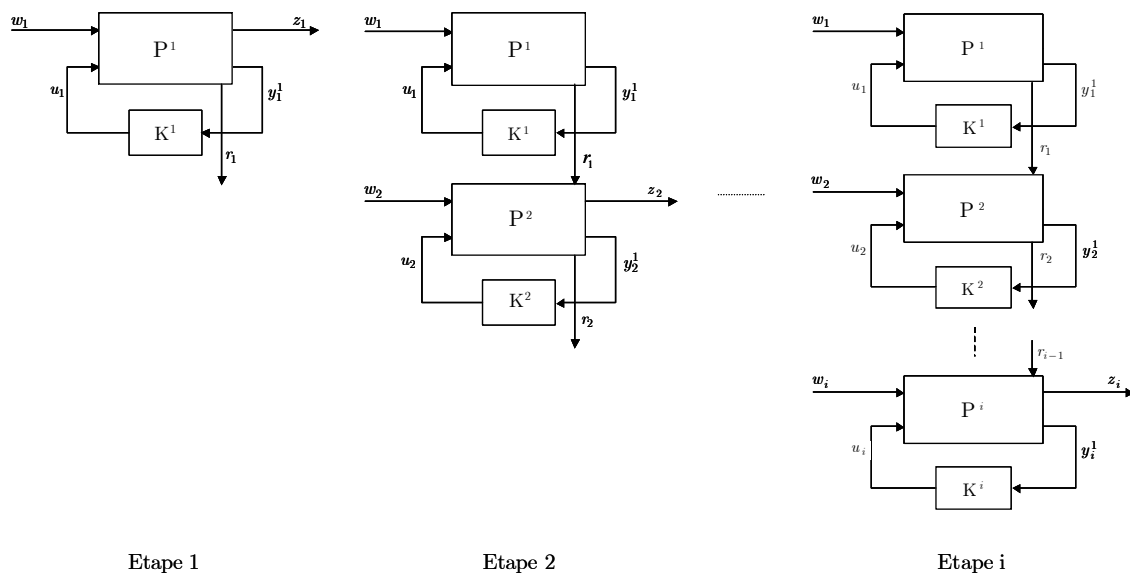 w₁
z₁
P¹
u₁
y₁¹
K¹
r₁
Etape 1
w₁
P¹
u₁
y₁¹
K¹
r₁
w₂
z₂
P²
u₂
y₂¹
K²
r₂
Etape 2
w₁
P¹
u₁
y₁¹
K¹
r₁
w₂
P²
u₂
r₂
y₂¹
K²
rᵢ₋₁
wᵢ
zᵢ
Pⁱ
uᵢ
yᵢ¹
Kⁱ
Etape i